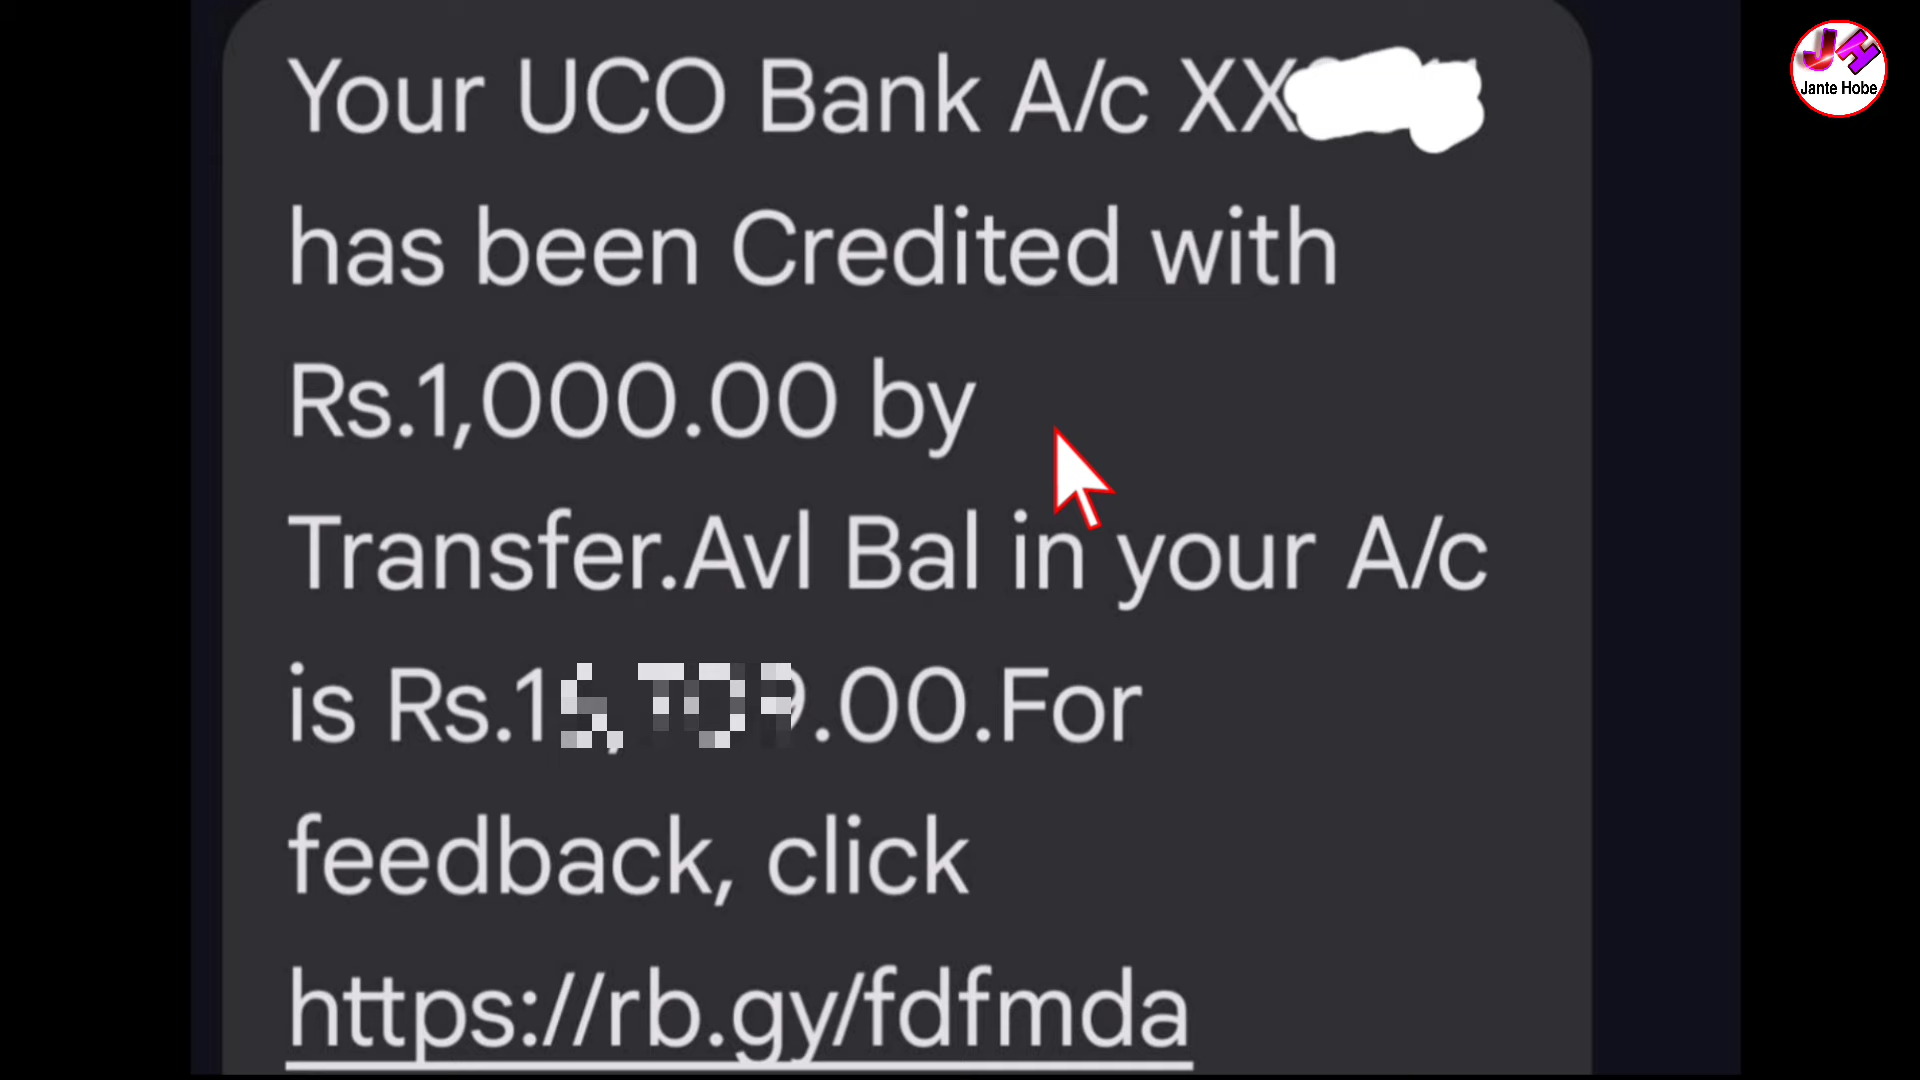 Your UCO Bank A/c XX
has been Credited with
Rs.1,000.00 by
Transfer.Avl Bal in your A/c
is Rs.1 .00.For
feedback, click
https://rb.gy/fdfmda
JH
Jante Hobe